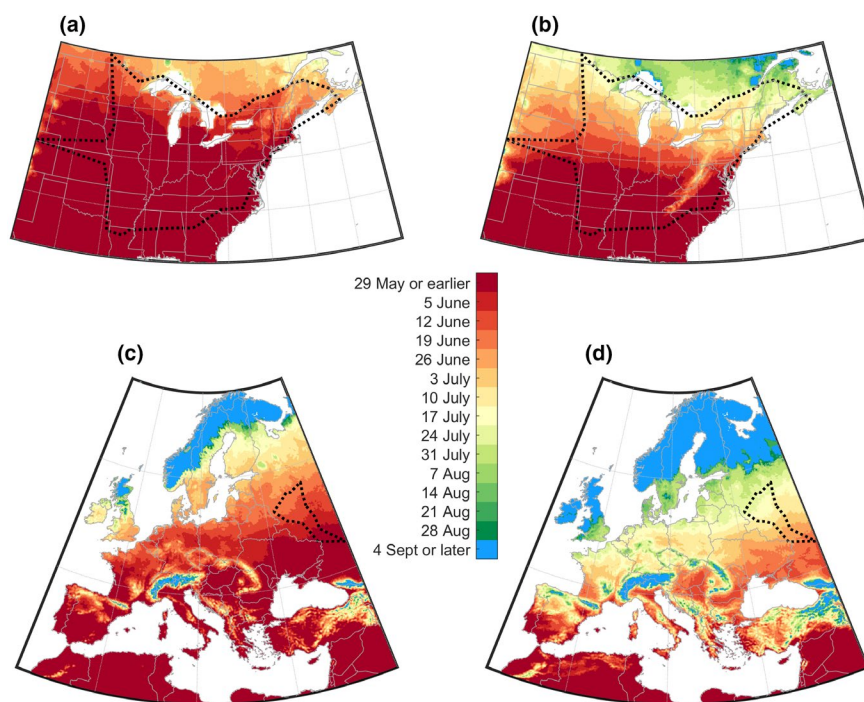 (a)
(b)
29 May or earlier
5 June
12 June
19 June
26 June
3 July
10 July
17 July
24 July
31 July
7 Aug
14 Aug
21 Aug
28 Aug
4 Sept or later
(c)
(d)